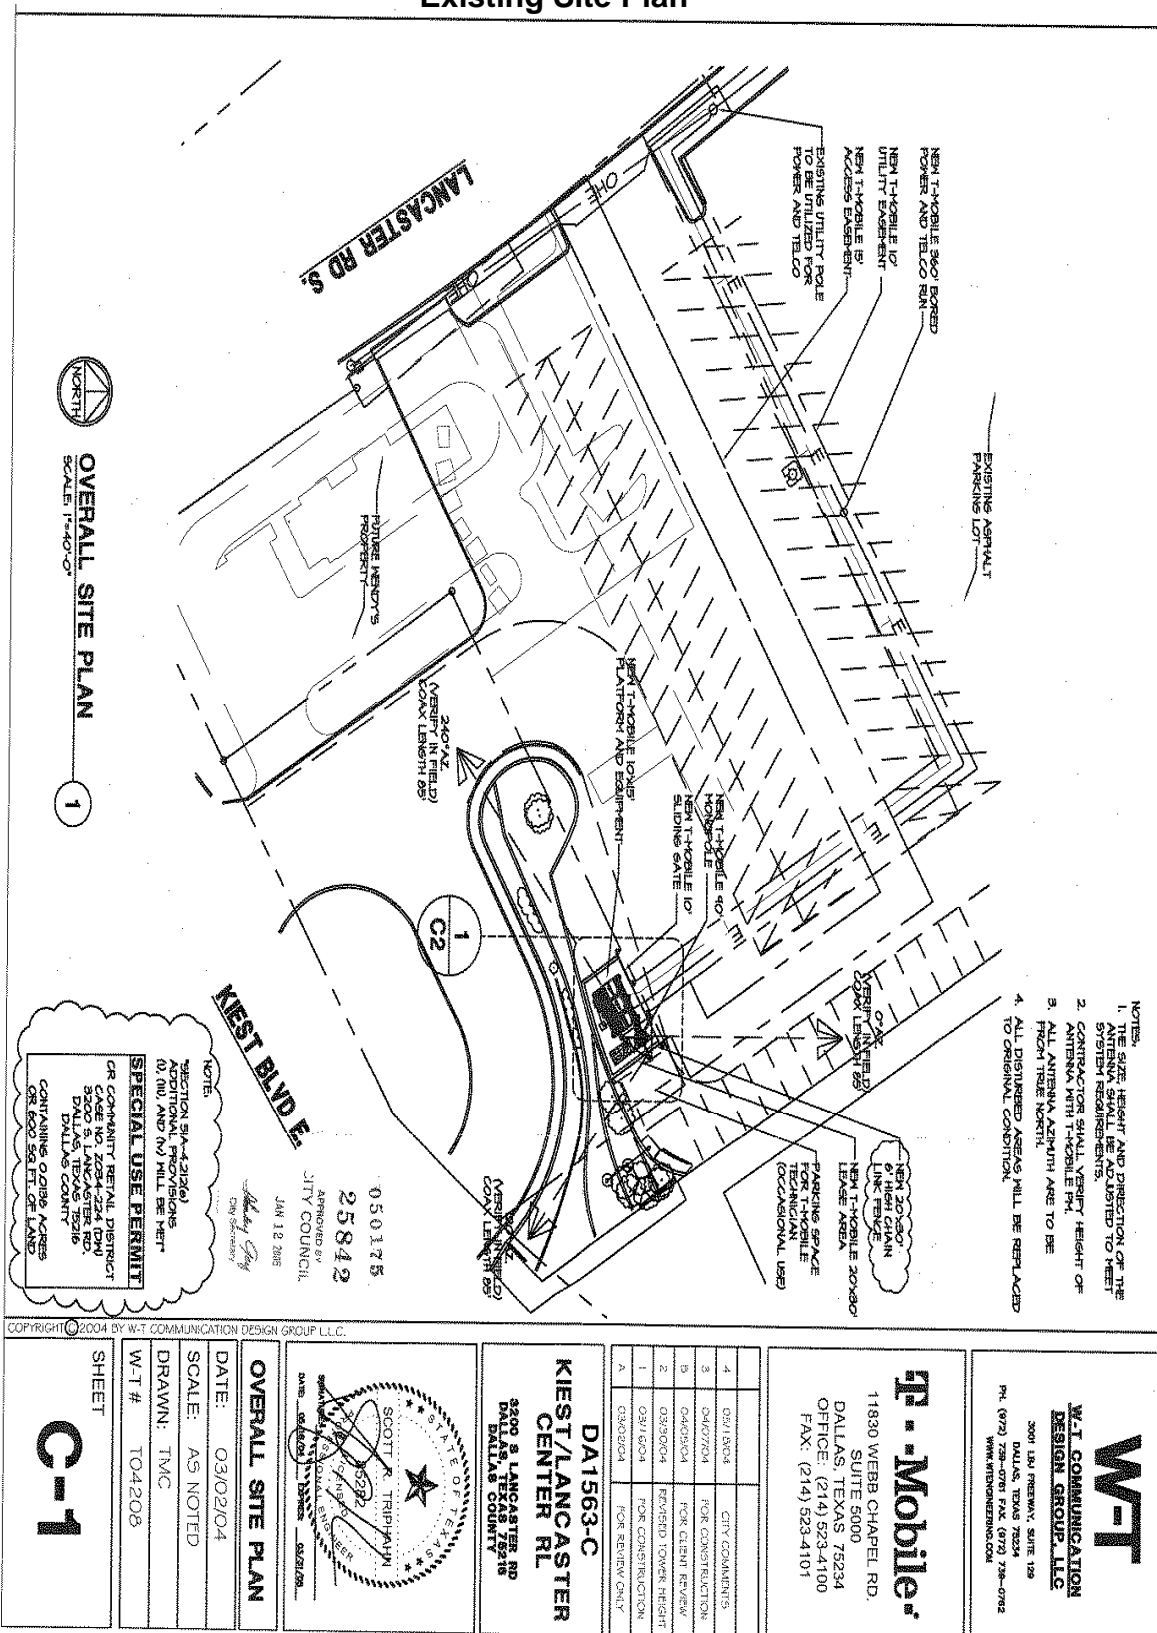 Existing Site Plan
NOTES:
1. THE SIZE, HEIGHT AND DIRECTION OF THE
ANTENNA SHALL BE ADJUSTED TO MEET
SYSTEM REQUIREMENTS.
2. CONTRACTOR SHALL VERIFY HEIGHT OF
ANTENNA WITH T-MOBILE PM.
3. ALL ANTENNA AZIMUTH ARE TO BE
FROM TRUE NORTH.
4. ALL DISTURBED AREAS WILL BE REPLACED
TO ORIGINAL CONDITION.
EXISTING ASPHALT
PARKING LOT
NEW T-MOBILE 360' BORED
POWER AND TELCO RUN
NEW T-MOBILE 10'
UTILITY EASEMENT
NEW T-MOBILE 15'
ACCESS EASEMENT
EXISTING UTILITY POLE
TO BE UTILIZED FOR
POWER AND TELCO
E
E
E
E
E
OHE
OHE
LANCASTER RD S.
FUTURE WENDY'S
PROPERTY
240°AZ.
(VERIFY IN FIELD)
COAX LENGTH 85'
NEW T-MOBILE 10'X15'
PLATFORM AND EQUIPMENT
NEW T-MOBILE 10'
SLIDING GATE
NEW T-MOBILE 90'
MONOPOLE
0°AZ.
(VERIFY IN FIELD)
COAX LENGTH 85'
NEW 20'X30'
6' HIGH CHAIN
LINK FENCE
NEW T-MOBILE 20'X30'
LEASE AREA
PARKING SPACE
FOR T-MOBILE
TECHNICIAN
(OCCASIONAL USE)
AZ.
(VERIFY IN FIELD)
COAX LENGTH 85'
1
C2
KIEST BLVD E.
050175
25842
APPROVED BY
CITY COUNCIL
JAN 12 2005
City Secretary
NOTE:
"SECTION 51A-4.212(e)
ADDITIONAL PROVISIONS
(i), (iii), AND (iv) WILL BE MET"
SPECIAL USE PERMIT
CR COMMUNITY RETAIL DISTRICT
CASE NO. Z034-224 (DW)
3200 S. LANCASTER RD.
DALLAS, TEXAS 75216
DALLAS COUNTY
CONTAINING 0.0138 ACRES
OR 600 SQ. FT. OF LAND
NORTH
OVERALL SITE PLAN
SCALE: 1"=40'-0"
1
COPYRIGHT © 2004 BY W-T COMMUNICATION DESIGN GROUP L.L.C.
W-T
W-T COMMUNICATION
DESIGN GROUP, LLC
3001 LBJ FREEWAY, SUITE 129
DALLAS, TEXAS 75234
PH. (972) 739-0761 FAX. (972) 739-0762
WWW.WTENGINEERING.COM
T··Mobile·
11830 WEBB CHAPEL RD.
SUITE 5000
DALLAS, TEXAS 75234
OFFICE: (214) 523-4100
FAX: (214) 523-4101
4 05/18/04 CITY COMMENTS
3 04/07/04 FOR CONSTRUCTION
B 04/05/04 FOR CLIENT REVIEW
2 03/30/04 REVISED TOWER HEIGHT
1 03/16/04 FOR CONSTRUCTION
A 03/02/04 FOR REVIEW ONLY
DA1563-C
KIEST/LANCASTER
CENTER RL
3200 S LANCASTER RD
DALLAS, TEXAS 75216
DALLAS COUNTY
STATE OF TEXAS
SCOTT R. TRIPHAHN
LICENSED
PROFESSIONAL ENGINEER
OVERALL SITE PLAN
DATE: 03/02/04
SCALE: AS NOTED
DRAWN: TMC
W-T # T04208
SHEET
C-1